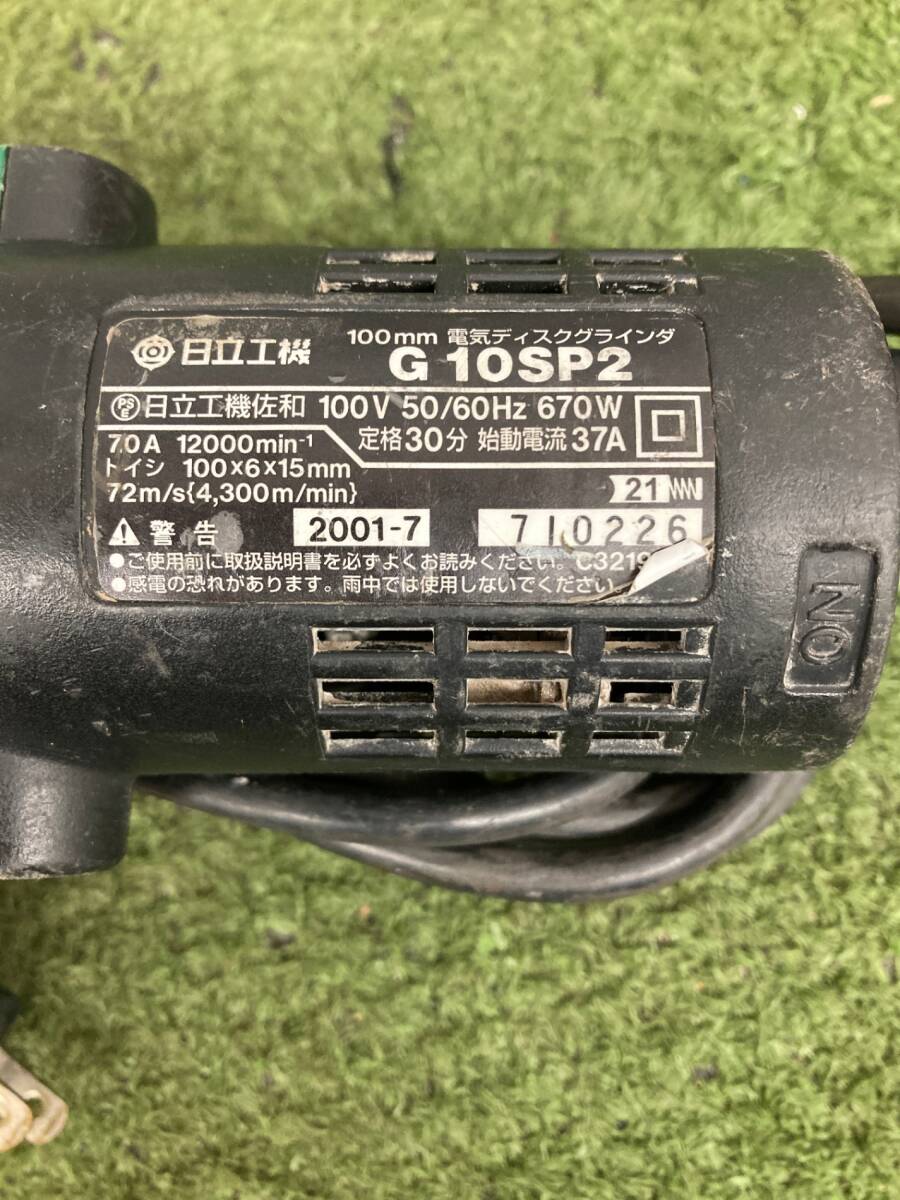 日立工機 100mm 電気ディスクグラインダ
G 10SP2
PSE 日立工機佐和 100V 50/60Hz 670W
7.0A 12000min⁻¹ 定格30分 始動電流37A
トイシ 100×6×15mm
72m/s{4,300m/min} 21
警告 2001-7 710226
●ご使用前に取扱説明書を必ずよくお読みください。C3219
●感電の恐れがあります。雨中では使用しないでください。
ON